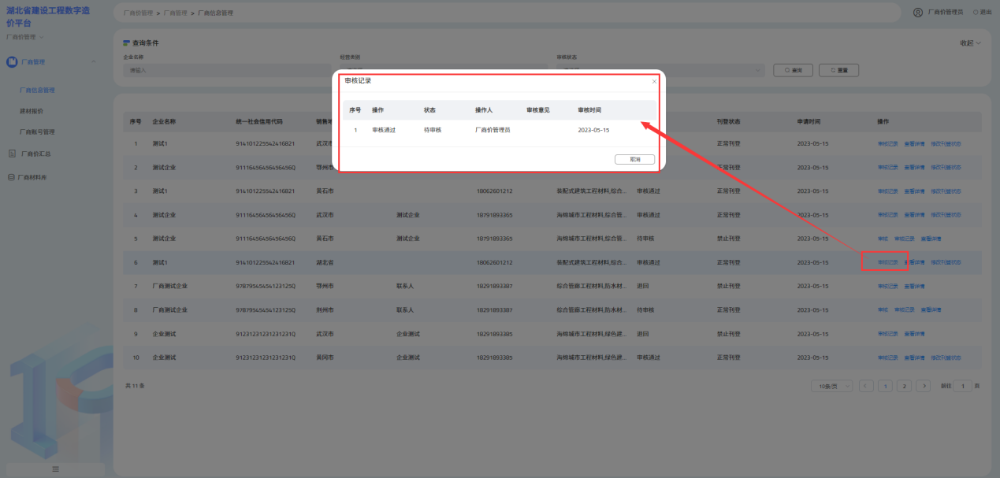 湖北省建设工程数字造
价平台
厂商价管理
厂商价管理 > 厂商管理 > 厂商信息管理
厂商价管理员 退出
厂商管理
厂商信息管理
建材报价
厂商账号管理
厂商价汇总
厂商材料库
查询条件 收起
企业名称 经营类别 审核状态
请输入 查询 重置
审核记录
序号 操作 状态 操作人 审核意见 审核时间
1 审核通过 待审核 厂商价管理员 2023-05-15
取消
序号 企业名称 统一社会信用代码 销售地 刊登状态 申请时间 操作
1 测试1 914101225542416821 武汉市 正常刊登 2023-05-15 审核记录 查看详情 修改刊登状态
2 测试企业 91116456456456456Q 鄂州市 正常刊登 2023-05-15 审核记录 查看详情 修改刊登状态
3 测试1 914101225542416821 黄石市 18062601212 装配式建筑工程材料,综合... 审核通过 正常刊登 2023-05-15 审核记录 查看详情 修改刊登状态
4 测试企业 91116456456456456Q 武汉市 测试企业 18791893365 海绵城市工程材料,综合管... 审核通过 正常刊登 2023-05-15 审核记录 查看详情 修改刊登状态
5 测试企业 91116456456456456Q 黄石市 测试企业 18791893365 海绵城市工程材料,综合管... 待审核 禁止刊登 2023-05-15 审核 审核记录 查看详情
6 测试1 914101225542416821 湖北省 18062601212 装配式建筑工程材料,综合... 审核通过 正常刊登 2023-05-15 审核记录 查看详情 修改刊登状态
7 厂商测试企业 97879545454123125Q 鄂州市 联系人 18291893387 综合管廊工程材料,防水材... 退回 禁止刊登 2023-05-15 审核记录 查看详情
8 厂商测试企业 97879545454123125Q 荆州市 联系人 18291893387 综合管廊工程材料,防水材... 待审核 正常刊登 2023-05-15 审核 审核记录 查看详情
9 企业测试 91231231231231231Q 武汉市 企业测试 18291893385 海绵城市工程材料,绿色建... 退回 禁止刊登 2023-05-15 审核记录 查看详情
10 企业测试 91231231231231231Q 黄冈市 企业测试 18291893385 海绵城市工程材料,绿色建... 审核通过 正常刊登 2023-05-15 审核记录 查看详情 修改刊登状态
共 11 条 10条/页 < 1 2 > 前往 1 页